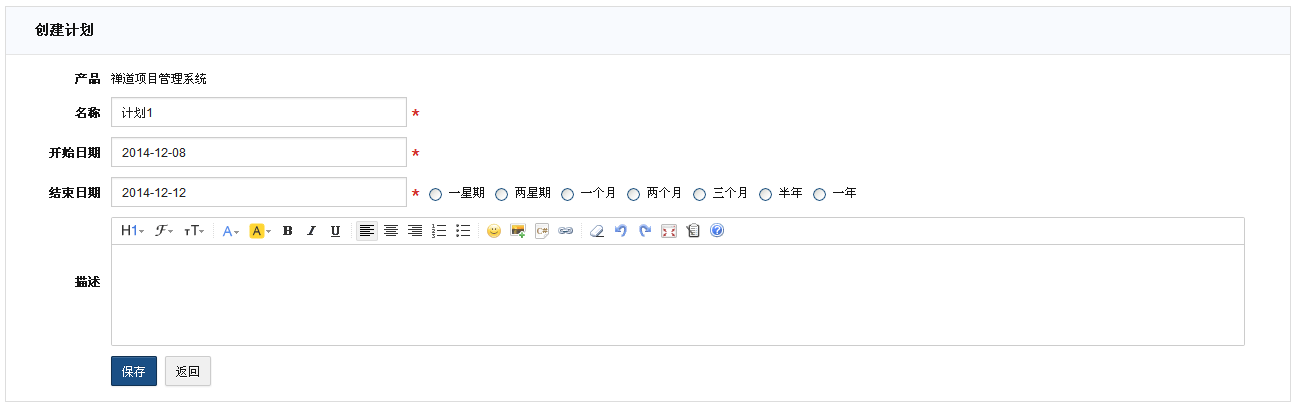 创建计划
产品 禅道项目管理系统
名称 计划1 *
开始日期 2014-12-08 *
结束日期 2014-12-12 * 一星期 两星期 一个月 两个月 三个月 半年 一年
H1 ℱ тT A A B I U C#
描述
保存 返回